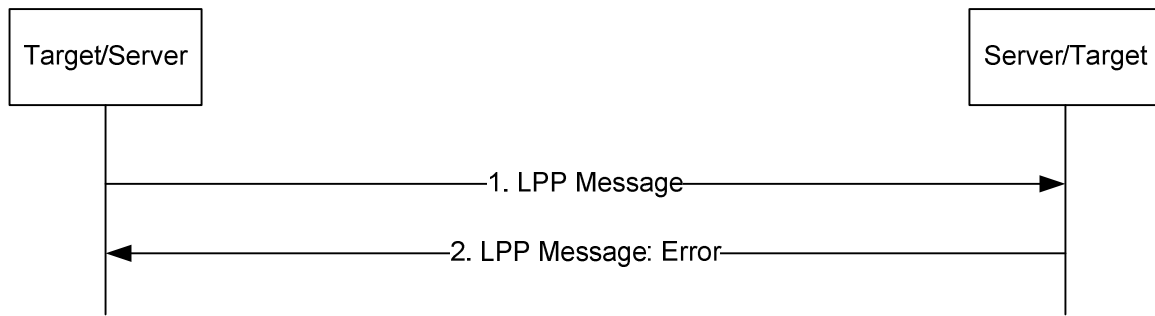 Target/Server
Server/Target
1. LPP Message
2. LPP Message: Error